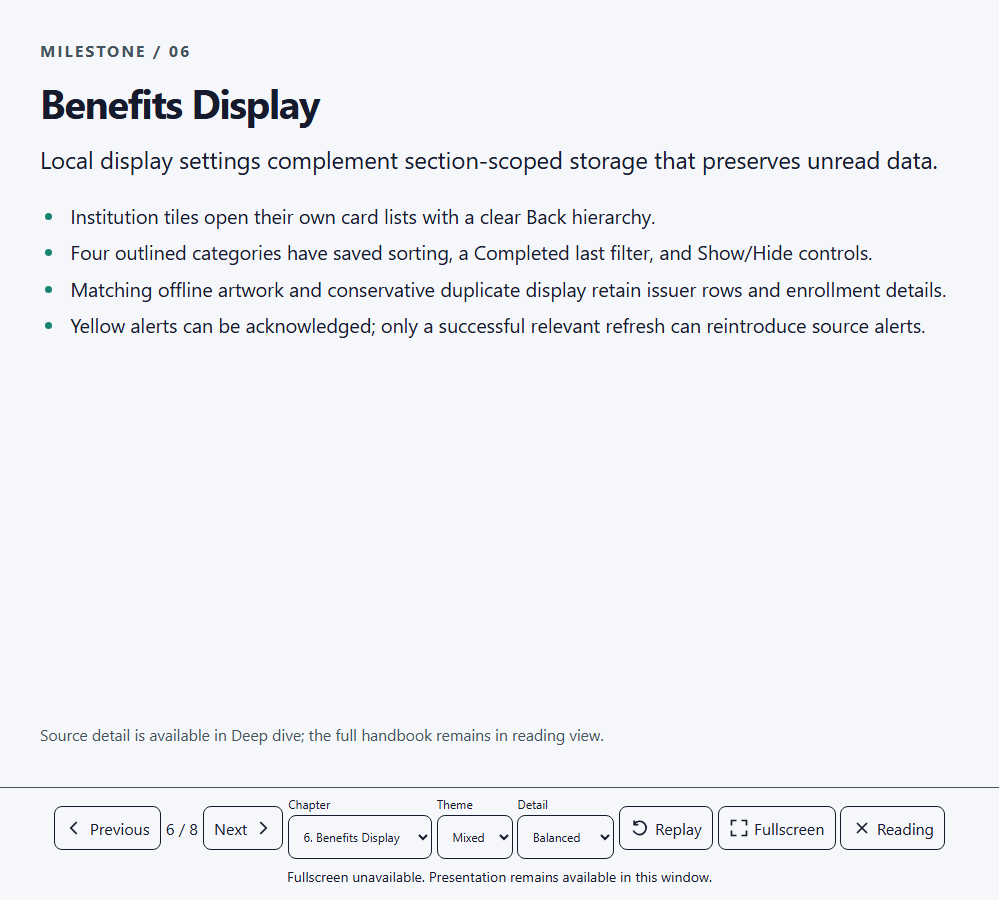 MILESTONE / 06
Benefits Display
Local display settings complement section-scoped storage that preserves unread data.
Institution tiles open their own card lists with a clear Back hierarchy.
Four outlined categories have saved sorting, a Completed last filter, and Show/Hide controls.
Matching offline artwork and conservative duplicate display retain issuer rows and enrollment details.
Yellow alerts can be acknowledged; only a successful relevant refresh can reintroduce source alerts.
Source detail is available in Deep dive; the full handbook remains in reading view.
Chapter Theme Detail
Previous 6 / 8 Next 6. Benefits Display Mixed Balanced Replay Fullscreen Reading
Fullscreen unavailable. Presentation remains available in this window.